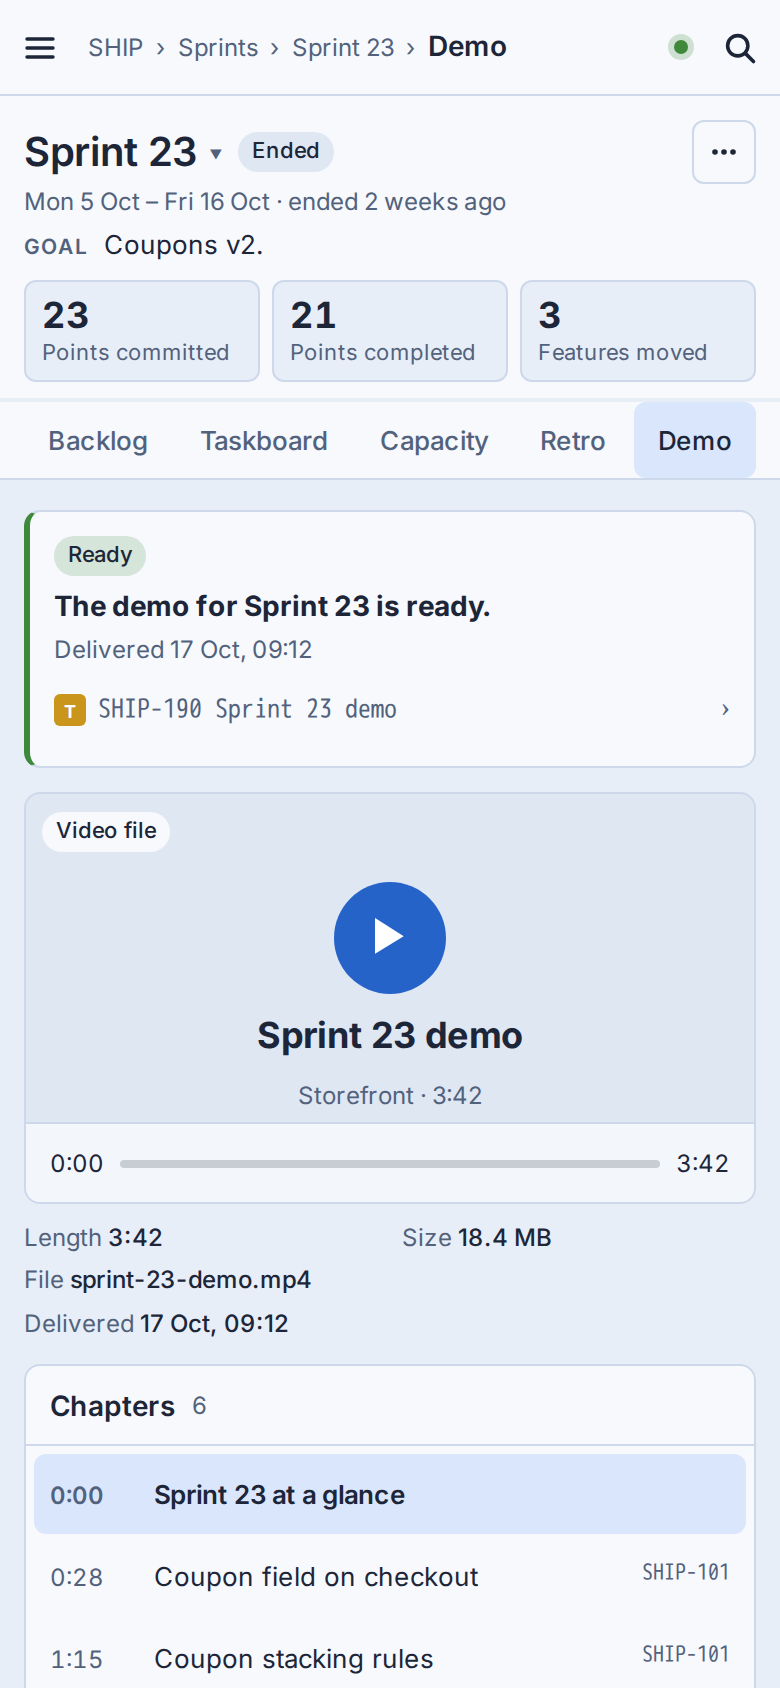 SHIP › Sprints › Sprint 23 › Demo
Sprint 23 ▾ Ended
Mon 5 Oct – Fri 16 Oct · ended 2 weeks ago
GOAL Coupons v2.
23 21 3
Points committed Points completed Features moved
Backlog Taskboard Capacity Retro Demo
Ready
The demo for Sprint 23 is ready.
Delivered 17 Oct, 09:12
T SHIP-190 Sprint 23 demo ›
Video file
Sprint 23 demo
Storefront · 3:42
0:00 3:42
Length 3:42 Size 18.4 MB
File sprint-23-demo.mp4
Delivered 17 Oct, 09:12
Chapters 6
0:00 Sprint 23 at a glance
0:28 Coupon field on checkout SHIP-101
1:15 Coupon stacking rules SHIP-101